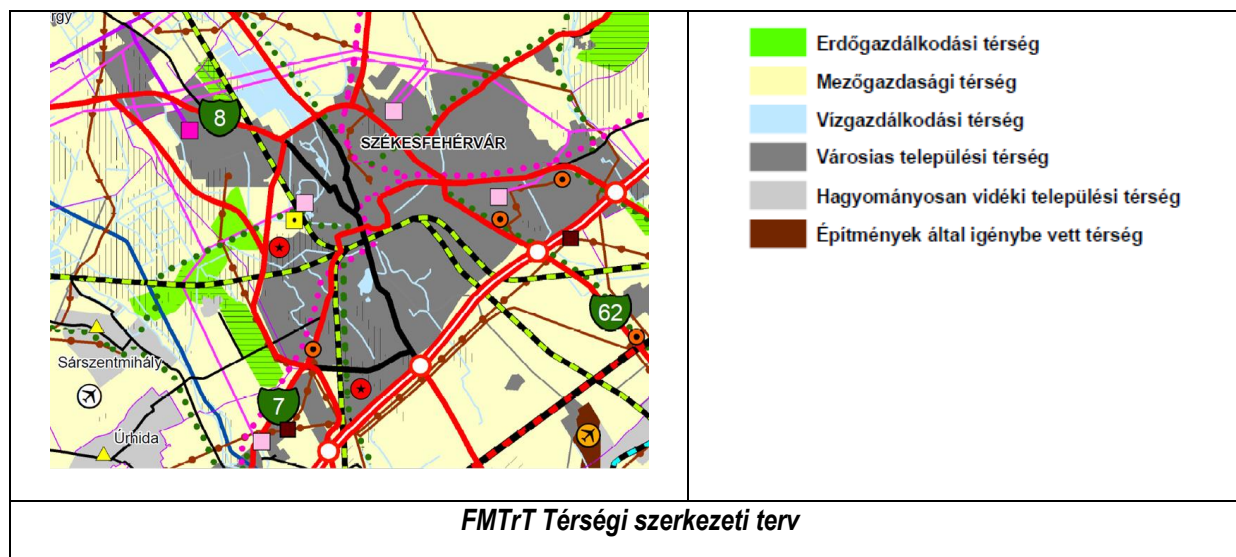 rgy
8
SZÉKESFEHÉRVÁR
62
Sárszentmihály
7
Úrhida
Erdőgazdálkodási térség
Mezőgazdasági térség
Vízgazdálkodási térség
Városias települési térség
Hagyományosan vidéki települési térség
Építmények által igénybe vett térség
FMTrT Térségi szerkezeti terv